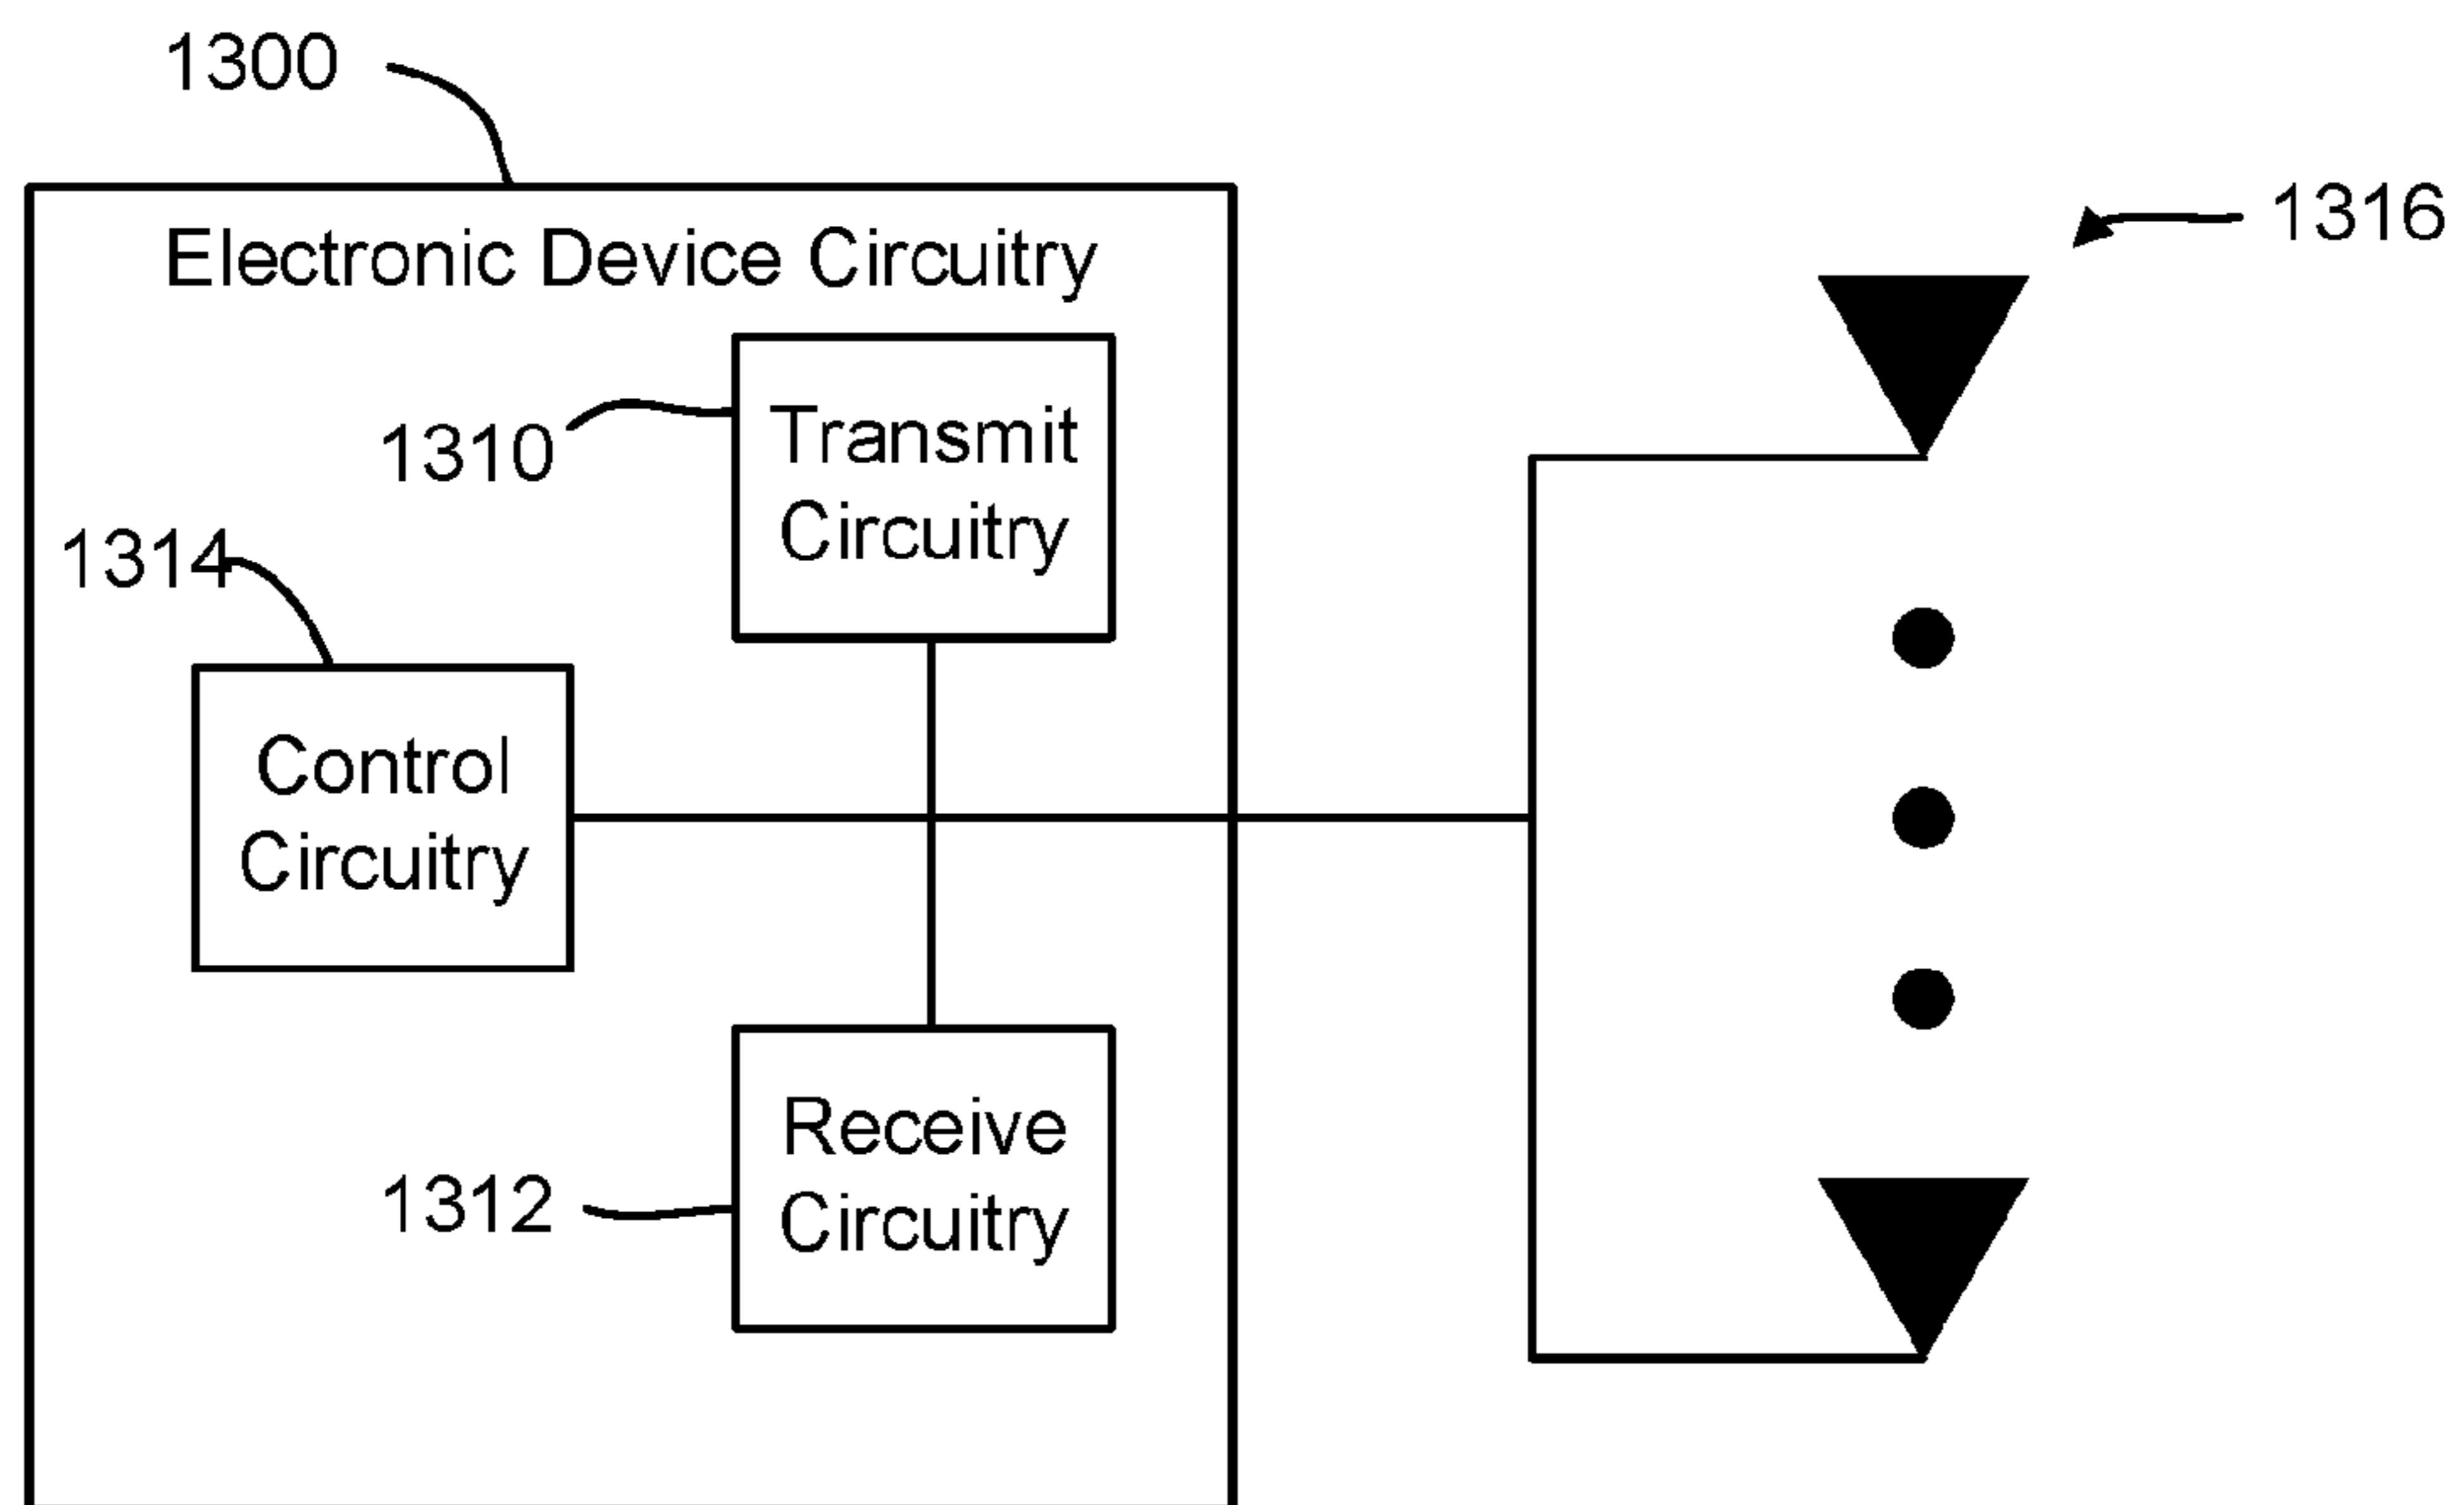 1300
1316
Electronic Device Circuitry
1310
Transmit
Circuitry
1314
Control
Circuitry
Receive
Circuitry
1312